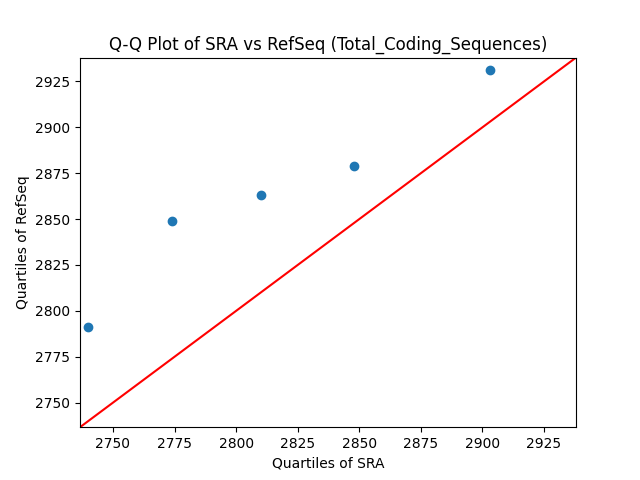 Q-Q Plot of SRA vs RefSeq (Total_Coding_Sequences)
2925
2900
2875
2850
2825
2800
2775
2750
Quartiles of RefSeq
2750 2775 2800 2825 2850 2875 2900 2925
Quartiles of SRA